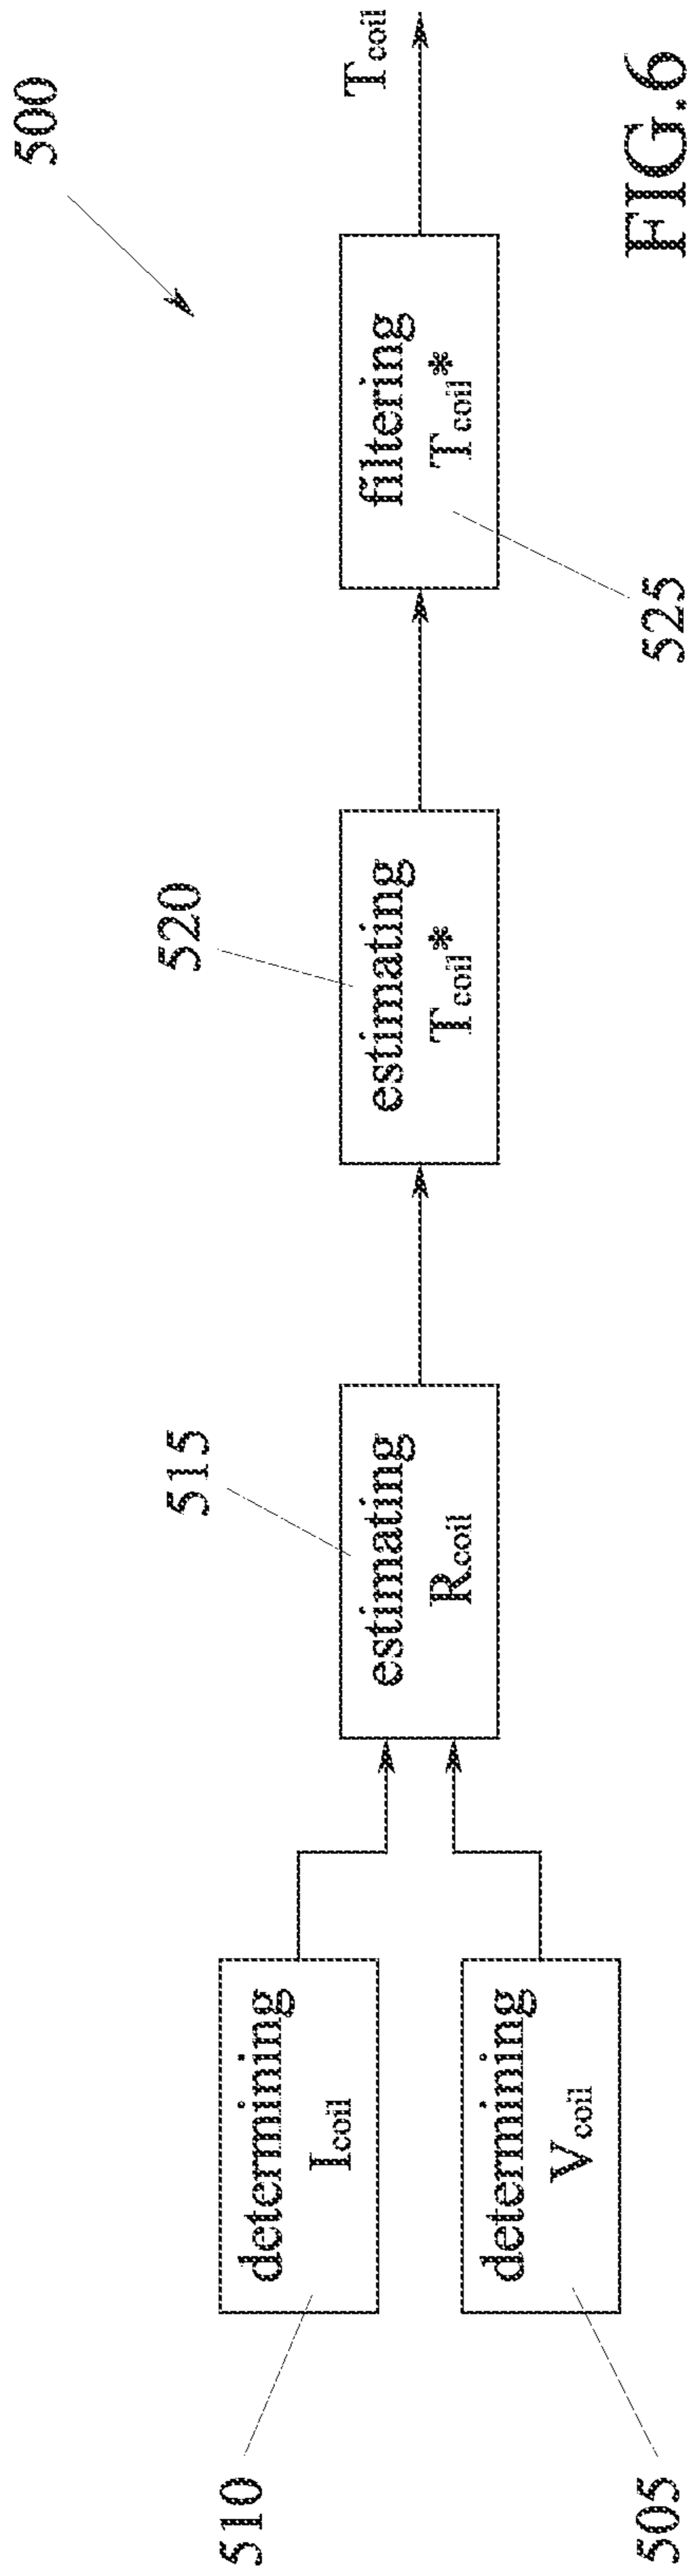 500
510
determining
Icoil
505
determining
Vcoil
515
estimating
Rcoil
520
estimating
Tcoil*
525
filtering
Tcoil*
Tcoil
FIG.6